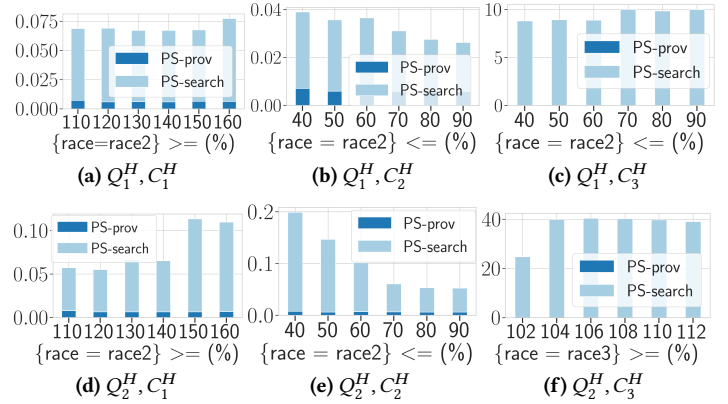 0.075
0.050
0.025
0.000
PS-prov
PS-search
110 120 130 140 150 160
{race=race2} >= (%)
(a) Q_1^H, C_1^H
0.04
0.02
0.00
PS-prov
PS-search
40 50 60 70 80 90
{race = race2} <= (%)
(b) Q_1^H, C_2^H
10
5
0
PS-prov
PS-search
40 50 60 70 80 90
{race = race2} <= (%)
(c) Q_1^H, C_3^H
0.10
0.05
0.00
PS-prov
PS-search
110 120 130 140 150 160
{race = race2} >= (%)
(d) Q_2^H, C_1^H
0.2
0.1
0.0
PS-prov
PS-search
40 50 60 70 80 90
{race = race2} <= (%)
(e) Q_2^H, C_2^H
40
20
0
PS-prov
PS-search
102 104 106 108 110 112
{race = race3} >= (%)
(f) Q_2^H, C_3^H